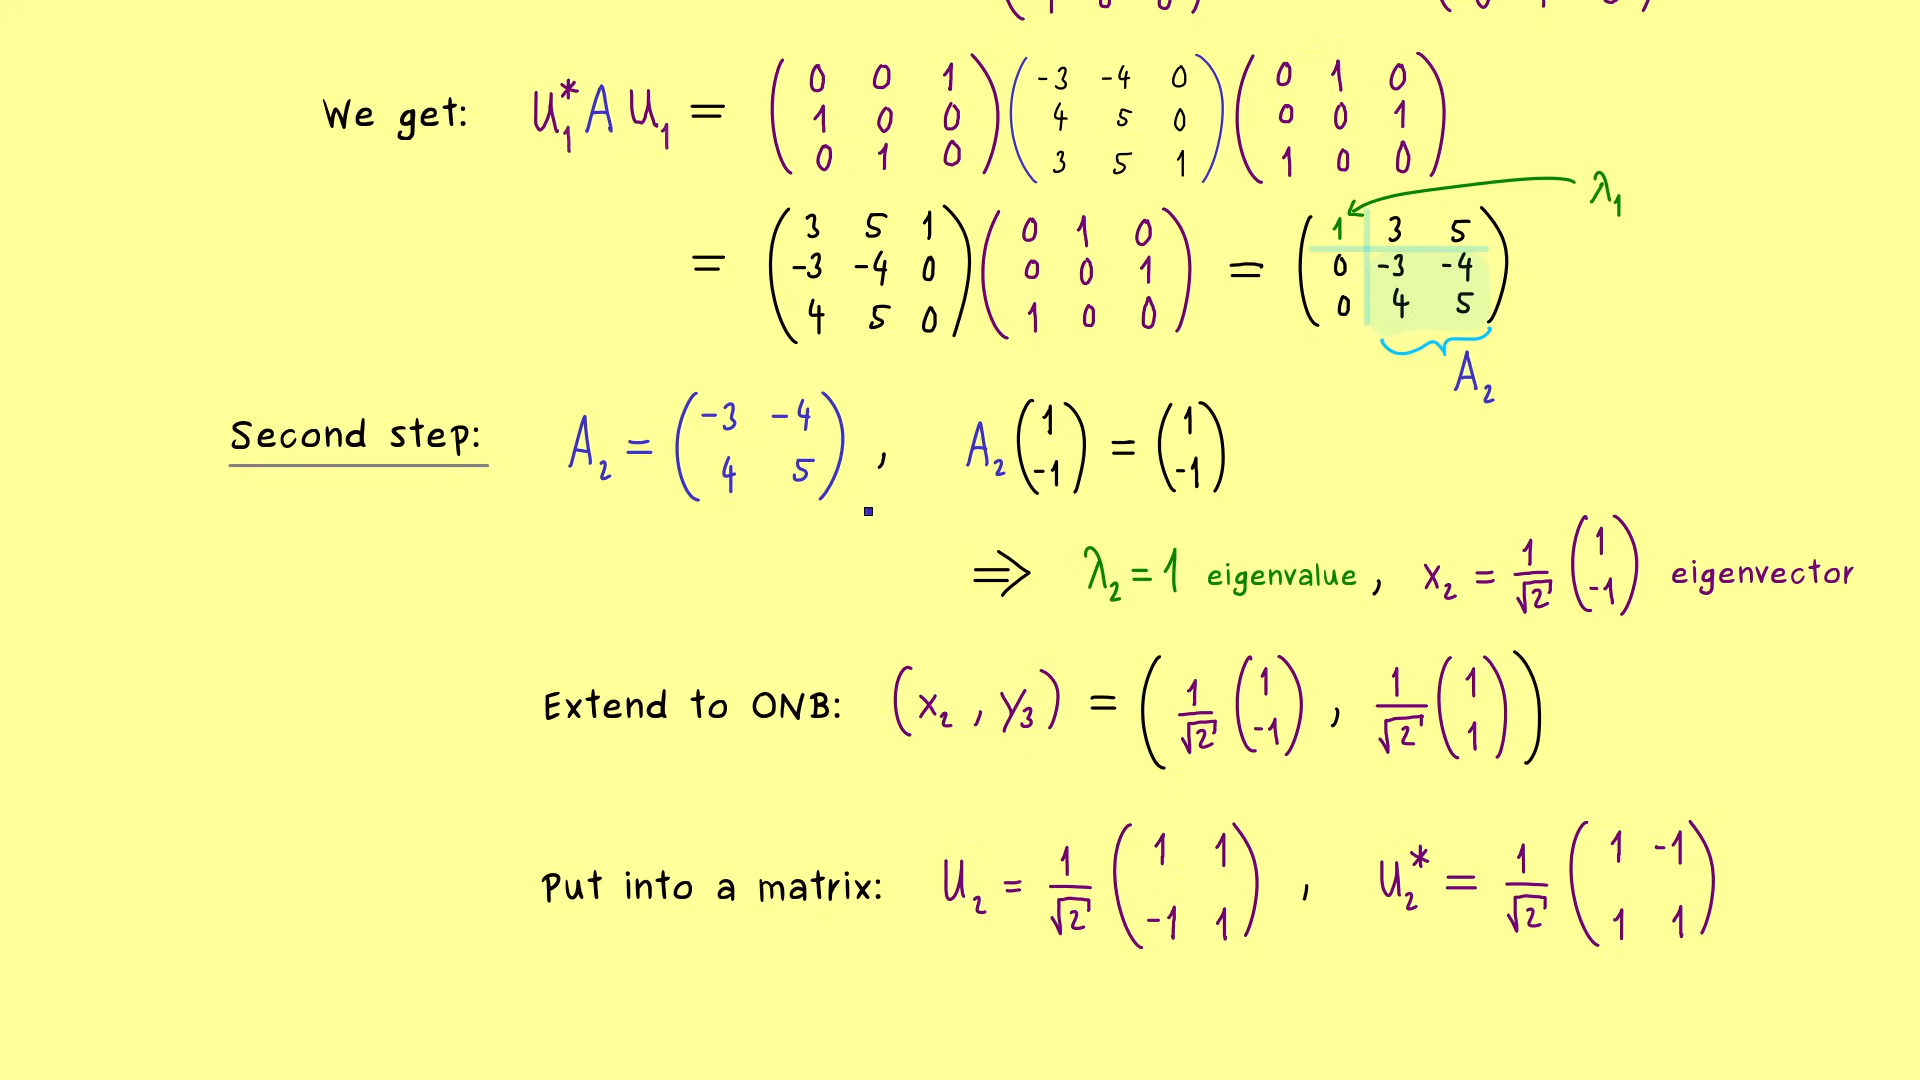 We get: U₁* A U₁ = ( 0 0 1 ; 1 0 0 ; 0 1 0 ) ( -3 -4 0 ; 4 5 0 ; 3 5 1 ) ( 0 1 0 ; 0 0 1 ; 1 0 0 )
λ₁
= ( 3 5 1 ; -3 -4 0 ; 4 5 0 ) ( 0 1 0 ; 0 0 1 ; 1 0 0 ) = ( 1 3 5 ; 0 -3 -4 ; 0 4 5 )
A₂
Second step: A₂ = ( -3 -4 ; 4 5 ) , A₂ ( 1 ; -1 ) = ( 1 ; -1 )
⇒ λ₂ = 1 eigenvalue , x₂ = 1/√2 ( 1 ; -1 ) eigenvector
Extend to ONB: ( x₂ , y₃ ) = ( 1/√2 ( 1 ; -1 ) , 1/√2 ( 1 ; 1 ) )
Put into a matrix: U₂ = 1/√2 ( 1 1 ; -1 1 ) , U₂* = 1/√2 ( 1 -1 ; 1 1 )